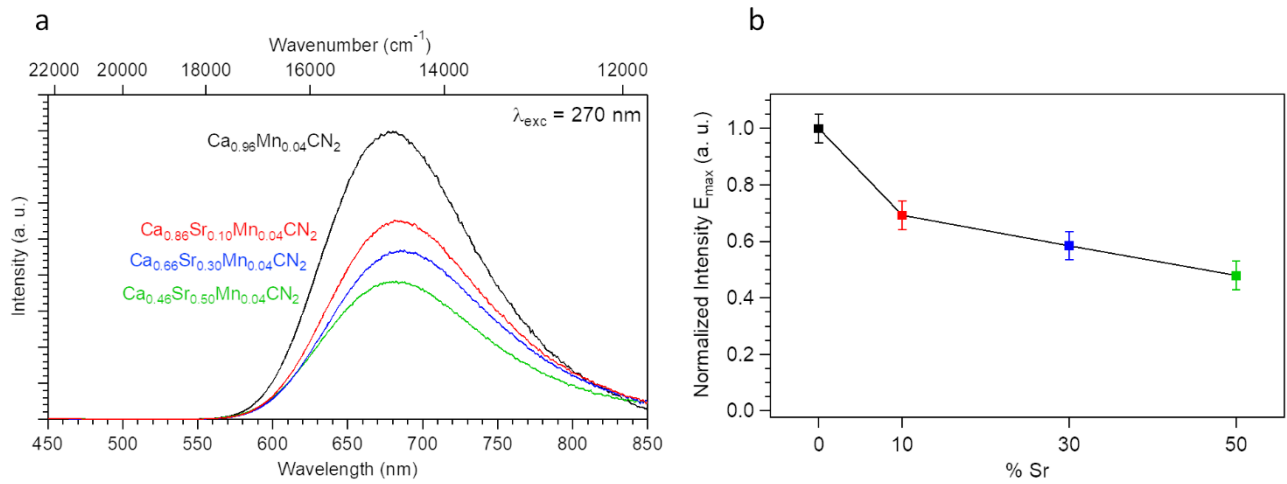 a
Wavenumber (cm⁻¹)
22000 20000 18000 16000 14000 12000
λexc = 270 nm
Ca₀.₉₆Mn₀.₀₄CN₂
Ca₀.₈₆Sr₀.₁₀Mn₀.₀₄CN₂
Ca₀.₆₆Sr₀.₃₀Mn₀.₀₄CN₂
Ca₀.₄₆Sr₀.₅₀Mn₀.₀₄CN₂
Intensity (a. u.)
450 500 550 600 650 700 750 800 850
Wavelength (nm)
b
Normalized Intensity Emax (a. u.)
1.0
0.8
0.6
0.4
0.2
0.0
0 10 30 50
% Sr